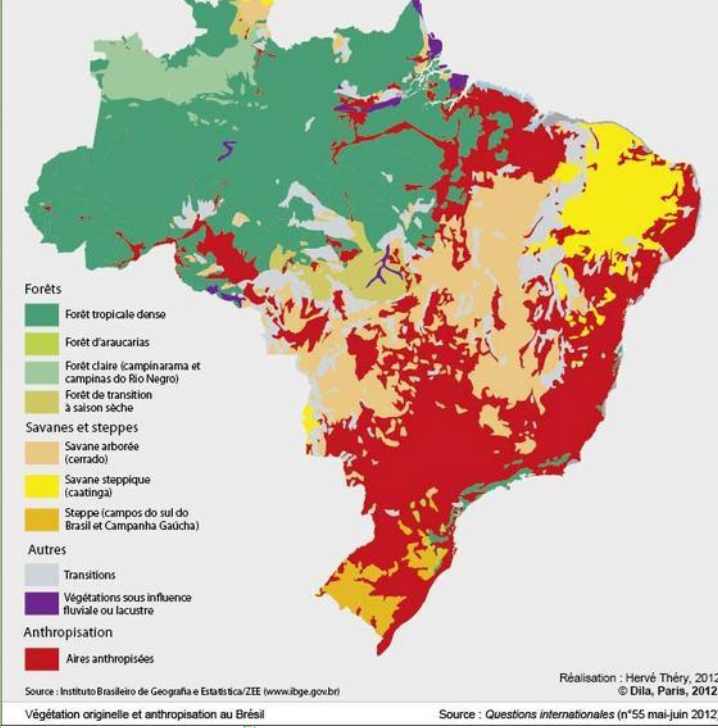 Forêts
Forêt tropicale dense
Forêt d'araucarias
Forêt claire (campinarama et
campinas do Rio Negro)
Forêt de transition
à saison sèche
Savanes et steppes
Savane arborée
(cerrado)
Savane steppique
(caatinga)
Steppe (campos do sul do
Brasil et Campanha Gaúcha)
Autres
Transitions
Végétations sous influence
fluviale ou lacustre
Anthropisation
Aires anthropisées
Réalisation : Hervé Théry, 2012
© Dila, Paris, 2012
Source : Instituto Brasileiro de Geografia e Estatística/ZEE (www.ibge.gov.br)
Végétation originelle et anthropisation au Brésil
Source : Questions internationales (n°55 mai-juin 2012)